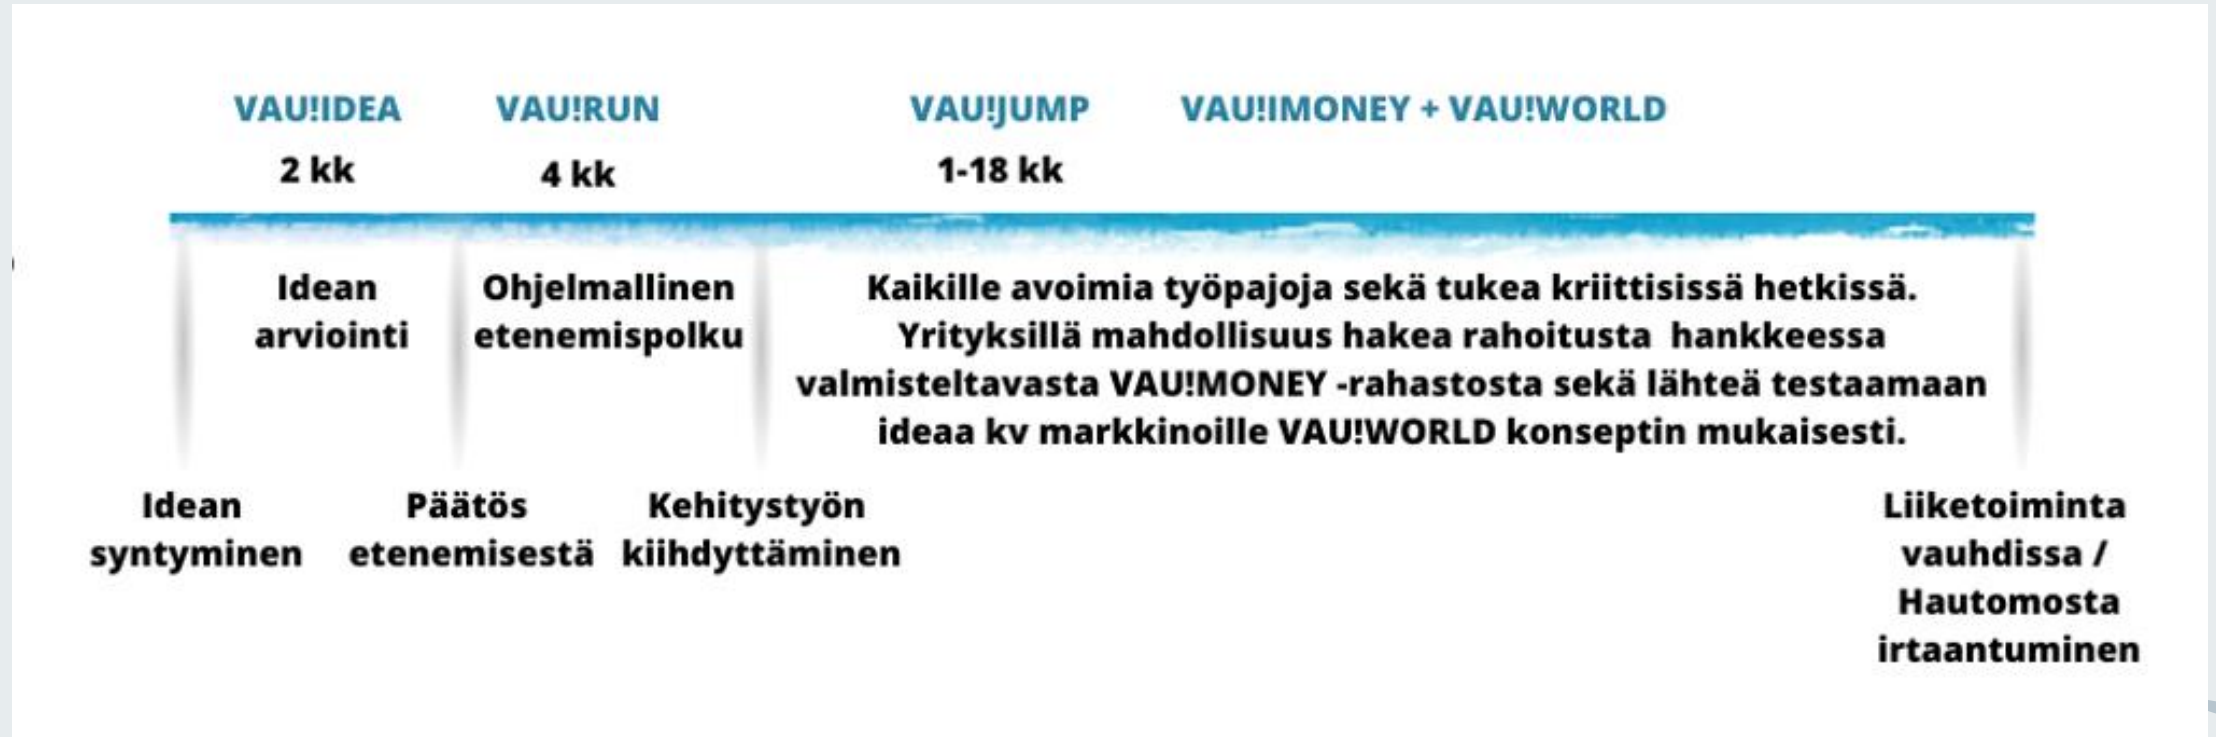 VAU!IDEA
VAU!RUN
VAU!JUMP
VAU!IMONEY + VAU!WORLD
2 kk
4 kk
1-18 kk
Idean
arviointi
Ohjelmallinen
etenemispolku
Kaikille avoimia työpajoja sekä tukea kriittisissä hetkissä.
Yrityksillä mahdollisuus hakea rahoitusta hankkeessa
valmisteltavasta VAU!MONEY -rahastosta sekä lähteä testaamaan
ideaa kv markkinoille VAU!WORLD konseptin mukaisesti.
Idean
syntyminen
Päätös
etenemisestä
Kehitystyön
kiihdyttäminen
Liiketoiminta
vauhdissa /
Hautomosta
irtaantuminen